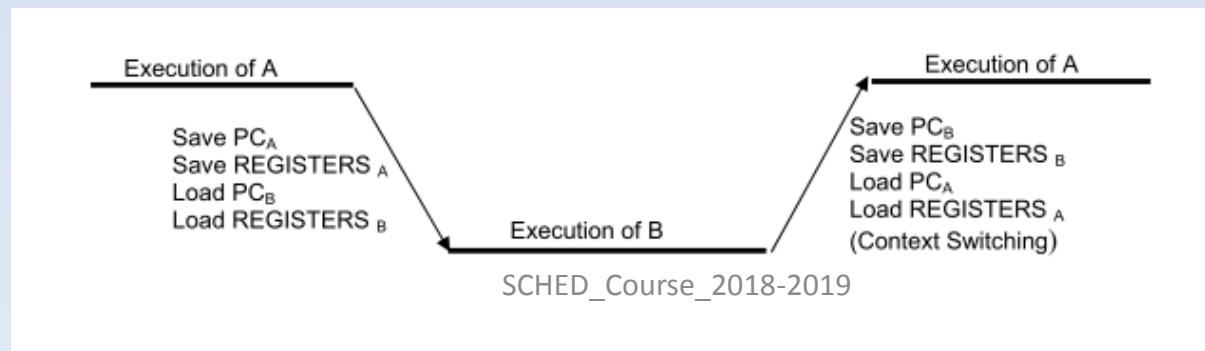 Execution of A
Save PCA
Save REGISTERS A
Load PCB
Load REGISTERS B
Execution of B
Execution of A
Save PCB
Save REGISTERS B
Load PCA
Load REGISTERS A
(Context Switching)
SCHED_Course_2018-2019